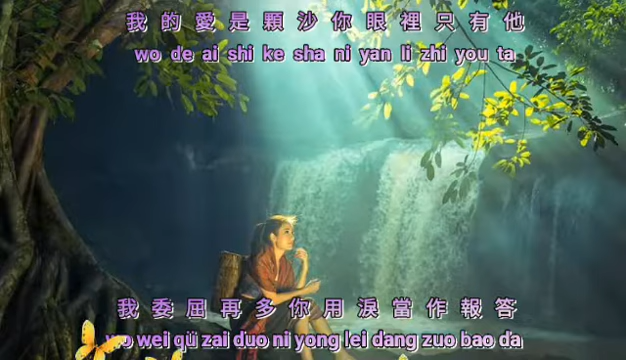 我的愛是顆沙你眼裡只有他
wo de ai shi ke sha ni yan li zhi you ta
我委屈再多你用淚當作報答
wo wei qü zai duo ni yong lei dang zuo bao da